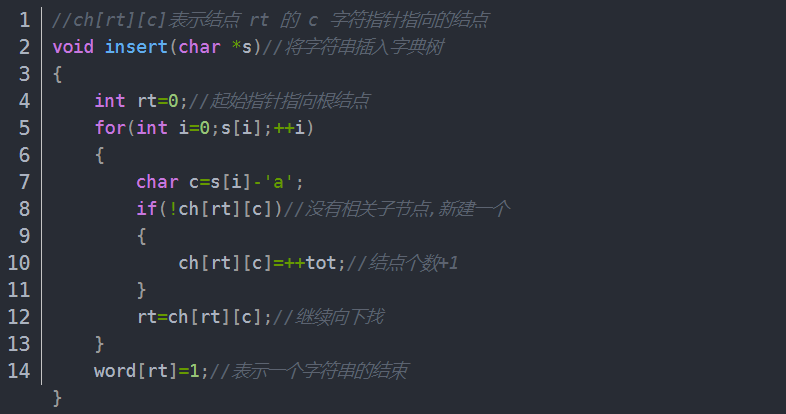 1 //ch[rt][c]表示结点 rt 的 c 字符指针指向的结点
2 void insert(char *s)//将字符串插入字典树
3 {
4     int rt=0;//起始指针指向根结点
5     for(int i=0;s[i];++i)
6     {
7         char c=s[i]-'a';
8         if(!ch[rt][c])//没有相关子节点,新建一个
9         {
10             ch[rt][c]=++tot;//结点个数+1
11         }
12         rt=ch[rt][c];//继续向下找
13     }
14     word[rt]=1;//表示一个字符串的结束
}